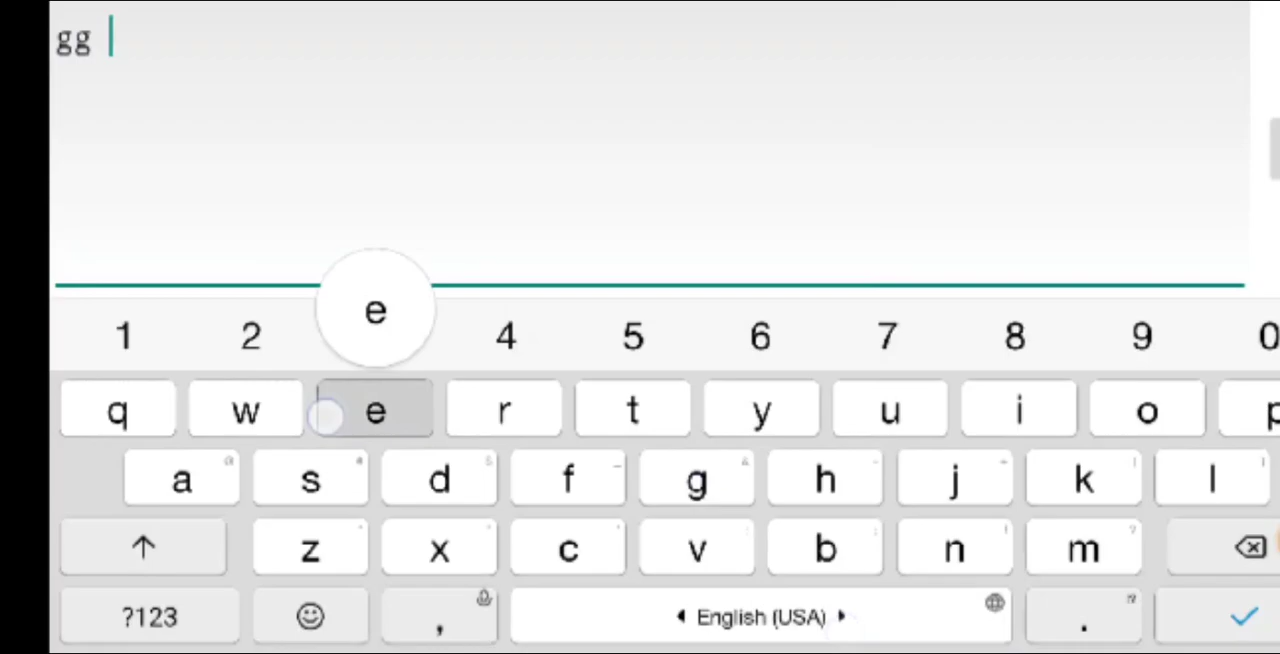 gg
e
1 2 4 5 6 7 8 9 0
q w e r t y u i o p
a s d f g h j k l
z x c v b n m
?123 , English (USA) .